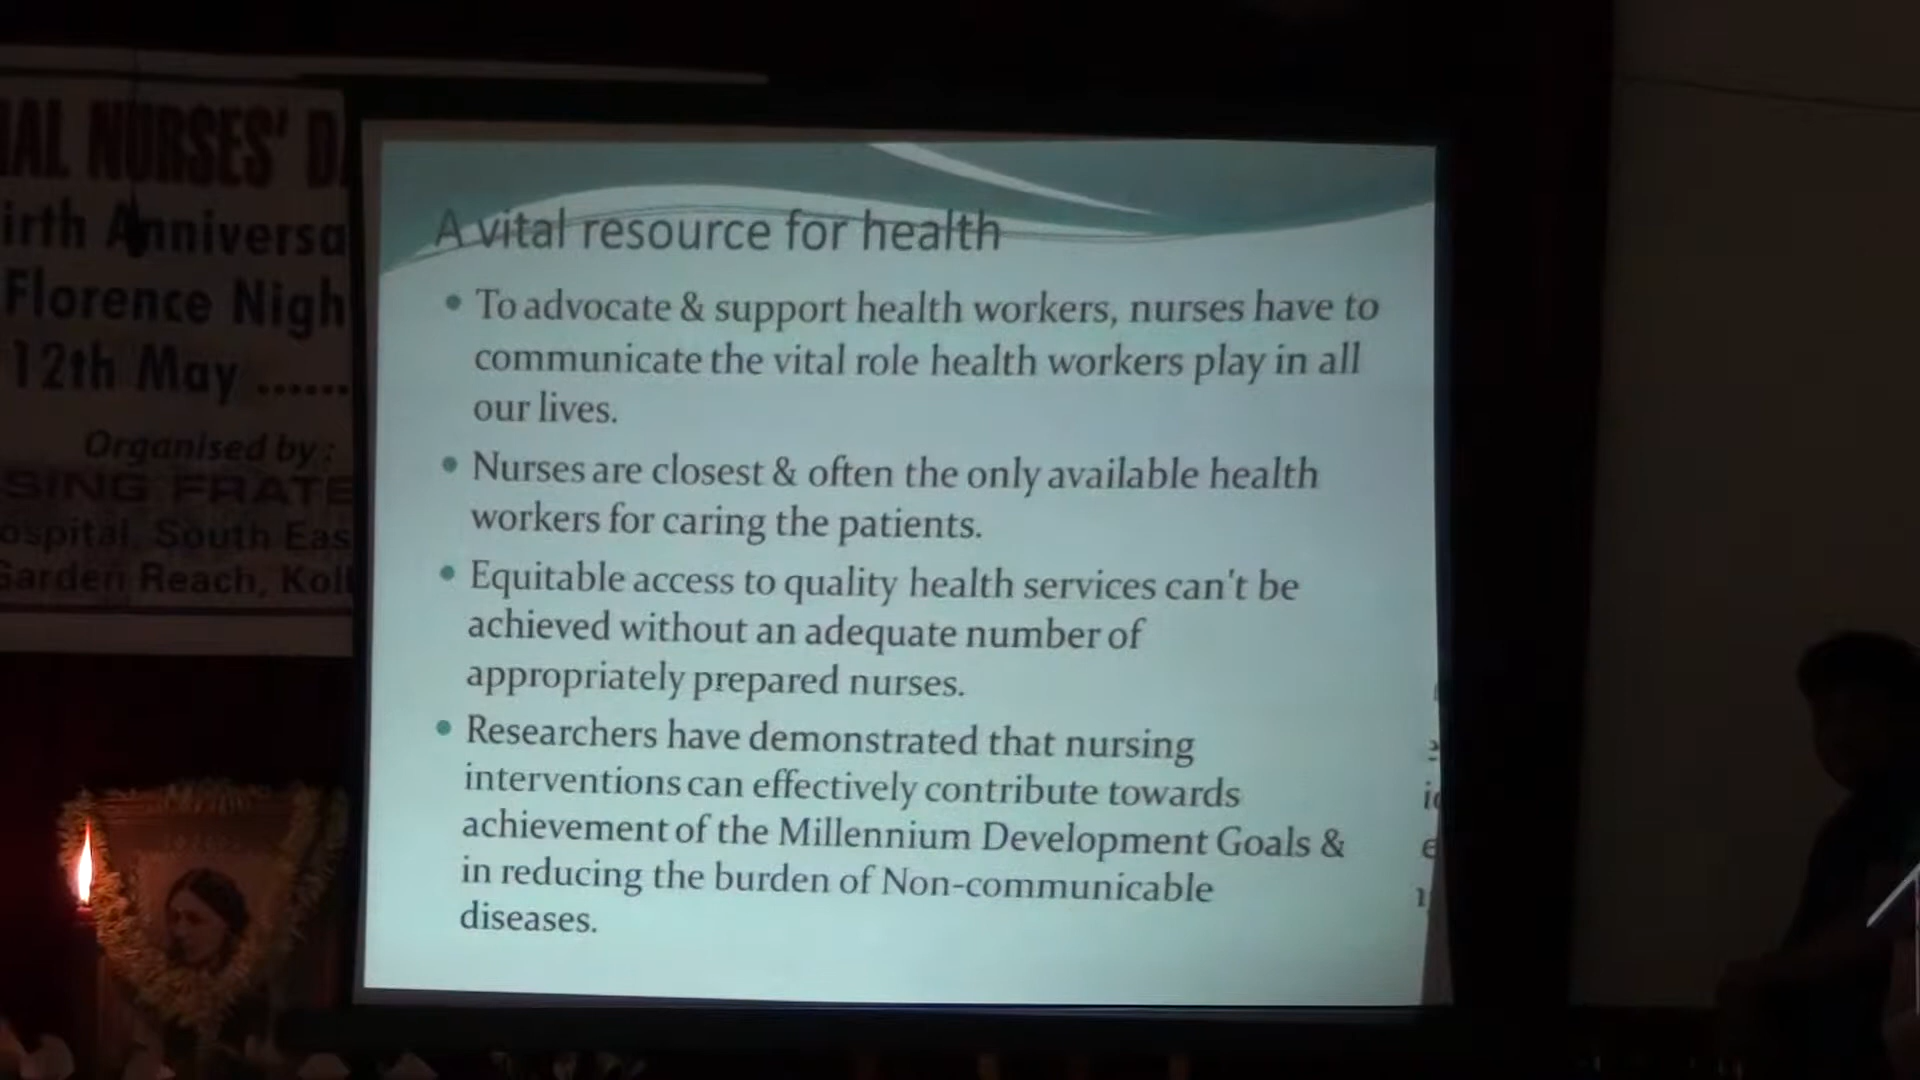 IAL NURSES' DA
irth Anniversa
Florence Nigh
12th May ......
Organised by :
SING FRATE
ospital, South Eas
Garden Reach, Kol
A vital resource for health
• To advocate & support health workers, nurses have to
communicate the vital role health workers play in all
our lives.
• Nurses are closest & often the only available health
workers for caring the patients.
• Equitable access to quality health services can't be
achieved without an adequate number of
appropriately prepared nurses.
• Researchers have demonstrated that nursing
interventions can effectively contribute towards
achievement of the Millennium Development Goals &
in reducing the burden of Non-communicable
diseases.